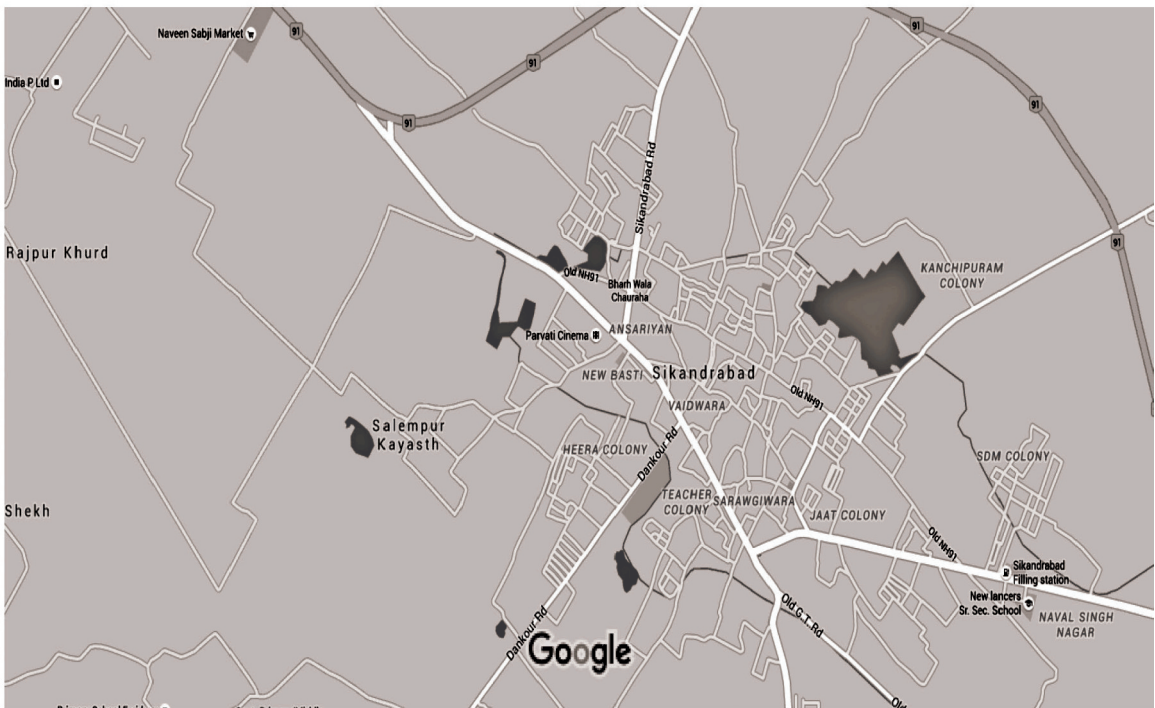 Naveen Sabji Market
91
91
91
91
91
91
India P. Ltd
Sikandrabad Rd
Rajpur Khurd
KANCHIPURAM
COLONY
Old NH91
Bharh Wala
Chauraha
ANSARIYAN
Parvati Cinema
NEW BASTI
Sikandrabad
Old NH91
VAIDWARA
Salempur
Kayasth
HEERA COLONY
Dankour Rd
SDM COLONY
TEACHER
COLONY
SARAWGIWARA
JAAT COLONY
Shekh
Old NH91
Sikandrabad
Filling station
New lancers
Sr. Sec. School
NAVAL SINGH
NAGAR
Old G.T. Rd
Dankour Rd
Google
Old